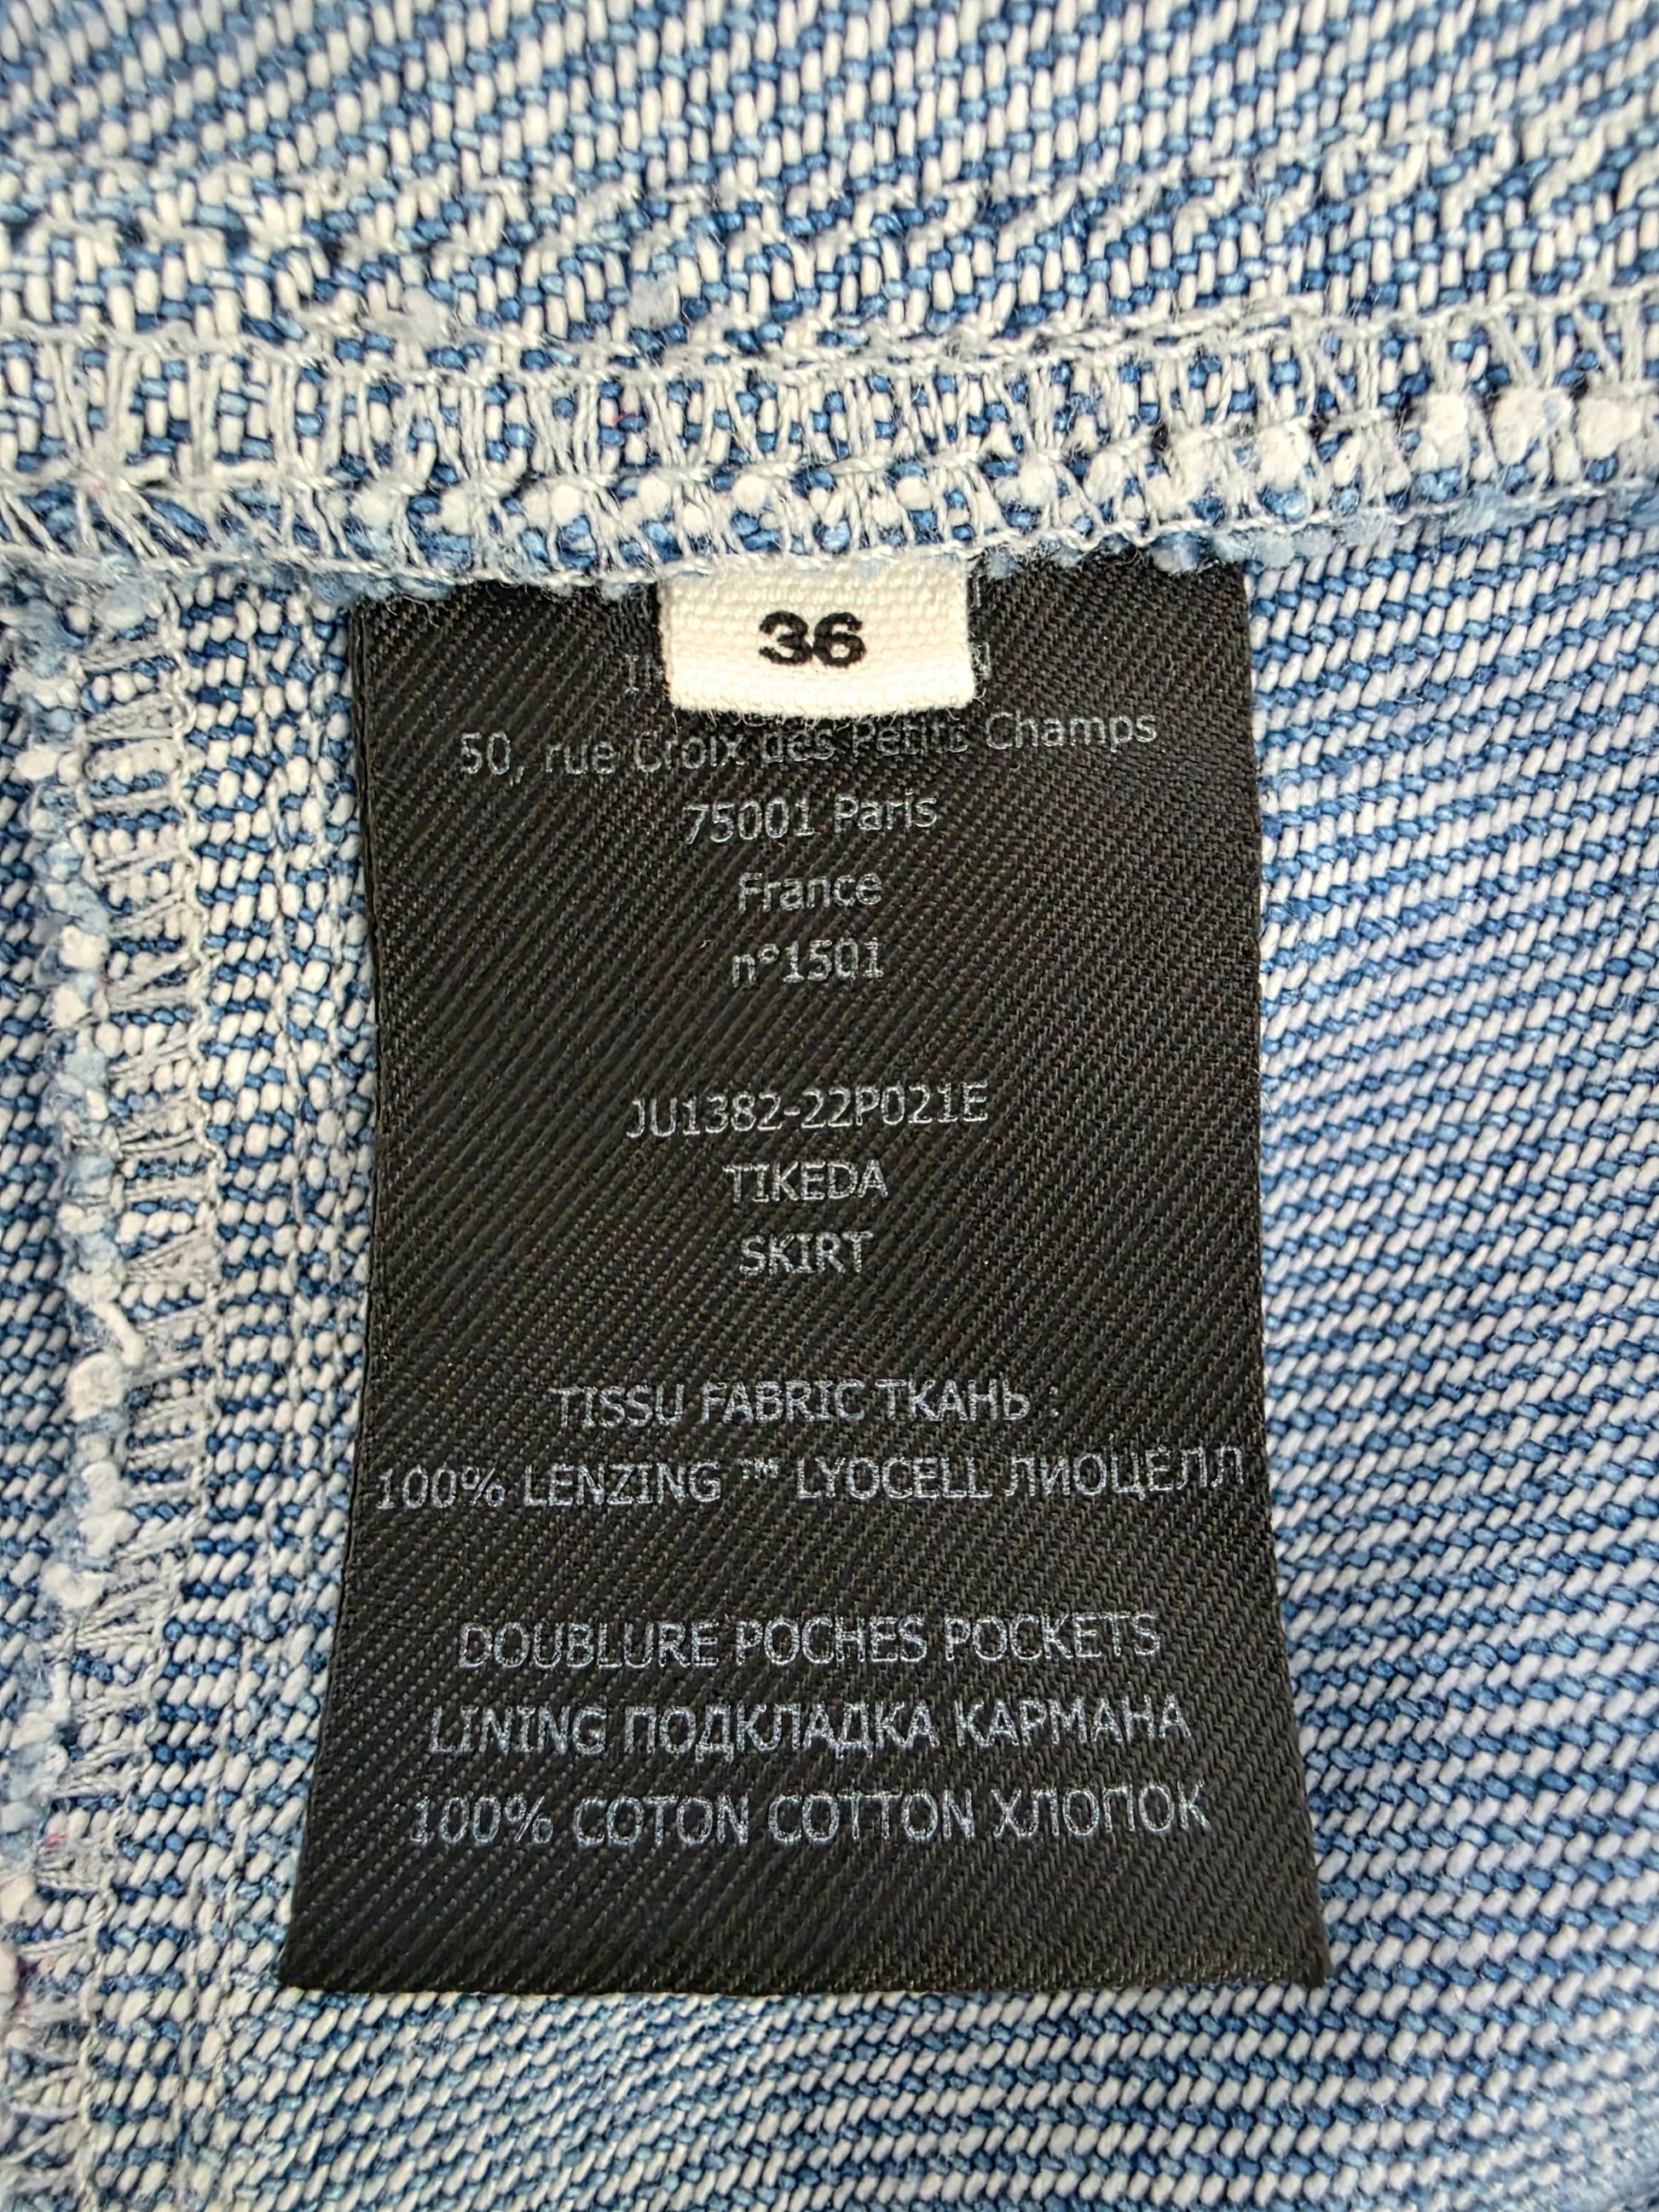 36
50, rue Croix des Petits Champs
75001 Paris
France
n°1501
JU1382-22P021E
TIKEDA
SKIRT
TISSU FABRIC ТКАНЬ :
100% LENZING ™ LYOCELL ЛИОЦЕЛЛ
DOUBLURE POCHES POCKETS
LINING ПОДКЛАДКА КАРМАНА
100% COTON COTTON ХЛОПОК